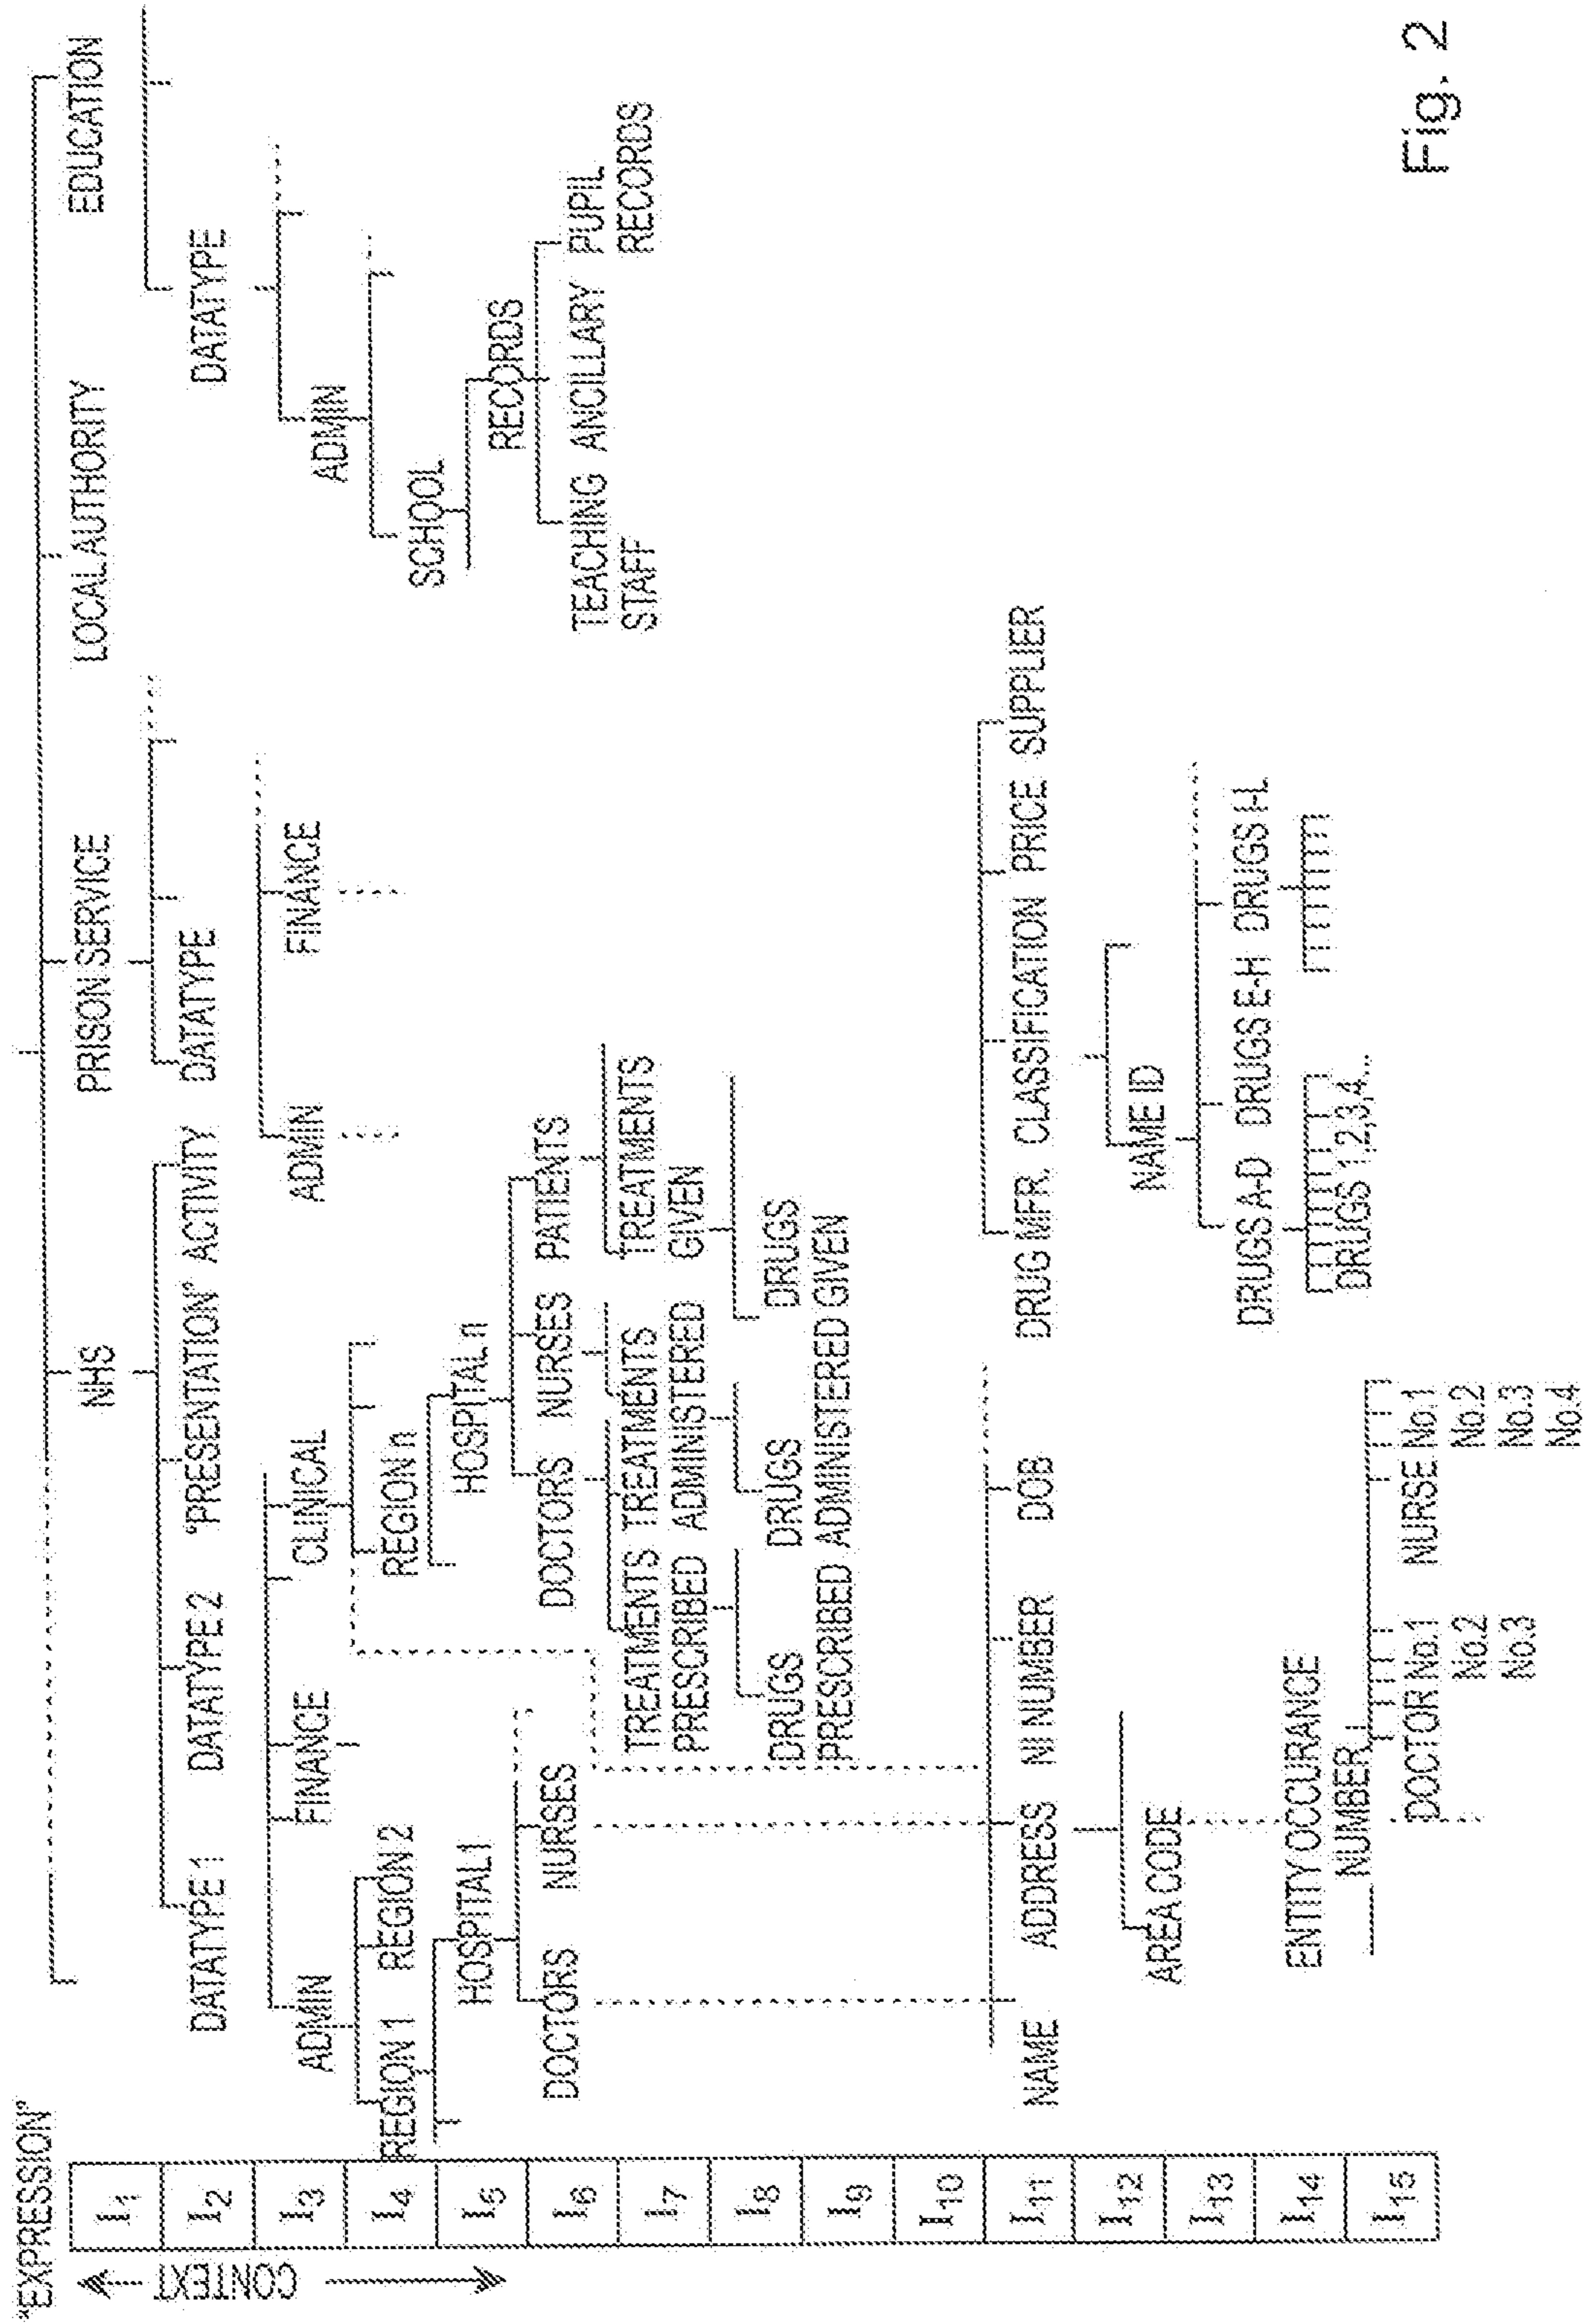 "EXPRESSION"
CONTEXT
I1
I2
I3
I4
I5
I6
I7
I8
I9
I10
I11
I12
I13
I14
I15
NHS
PRISON SERVICE
LOCAL AUTHORITY
EDUCATION
DATATYPE 1
DATATYPE 2
"PRESENTATION" ACTIVITY
DATATYPE
DATATYPE
ADMIN
FINANCE
CLINICAL
ADMIN
FINANCE
ADMIN
REGION 1
REGION 2
REGION n
SCHOOL
HOSPITAL 1
HOSPITAL n
RECORDS
DOCTORS
NURSES
DOCTORS
NURSES
PATIENTS
TEACHING
STAFF
ANCILLARY
PUPIL
RECORDS
TREATMENTS
PRESCRIBED
TREATMENTS
ADMINISTERED
TREATMENTS
GIVEN
DRUGS
PRESCRIBED
DRUGS
ADMINISTERED
DRUGS
GIVEN
NAME
ADDRESS
NI NUMBER
DOB
DRUG MFR.
CLASSIFICATION
PRICE
SUPPLIER
AREA CODE
NAME ID
DRUGS A-D
DRUGS E-H
DRUGS I-L
ENTITY OCCURANCE
NUMBER
DRUGS 1,2,3,4...
DOCTOR No.1
No.2
No.3
NURSE No.1
No.2
No.3
No.4
Fig. 2